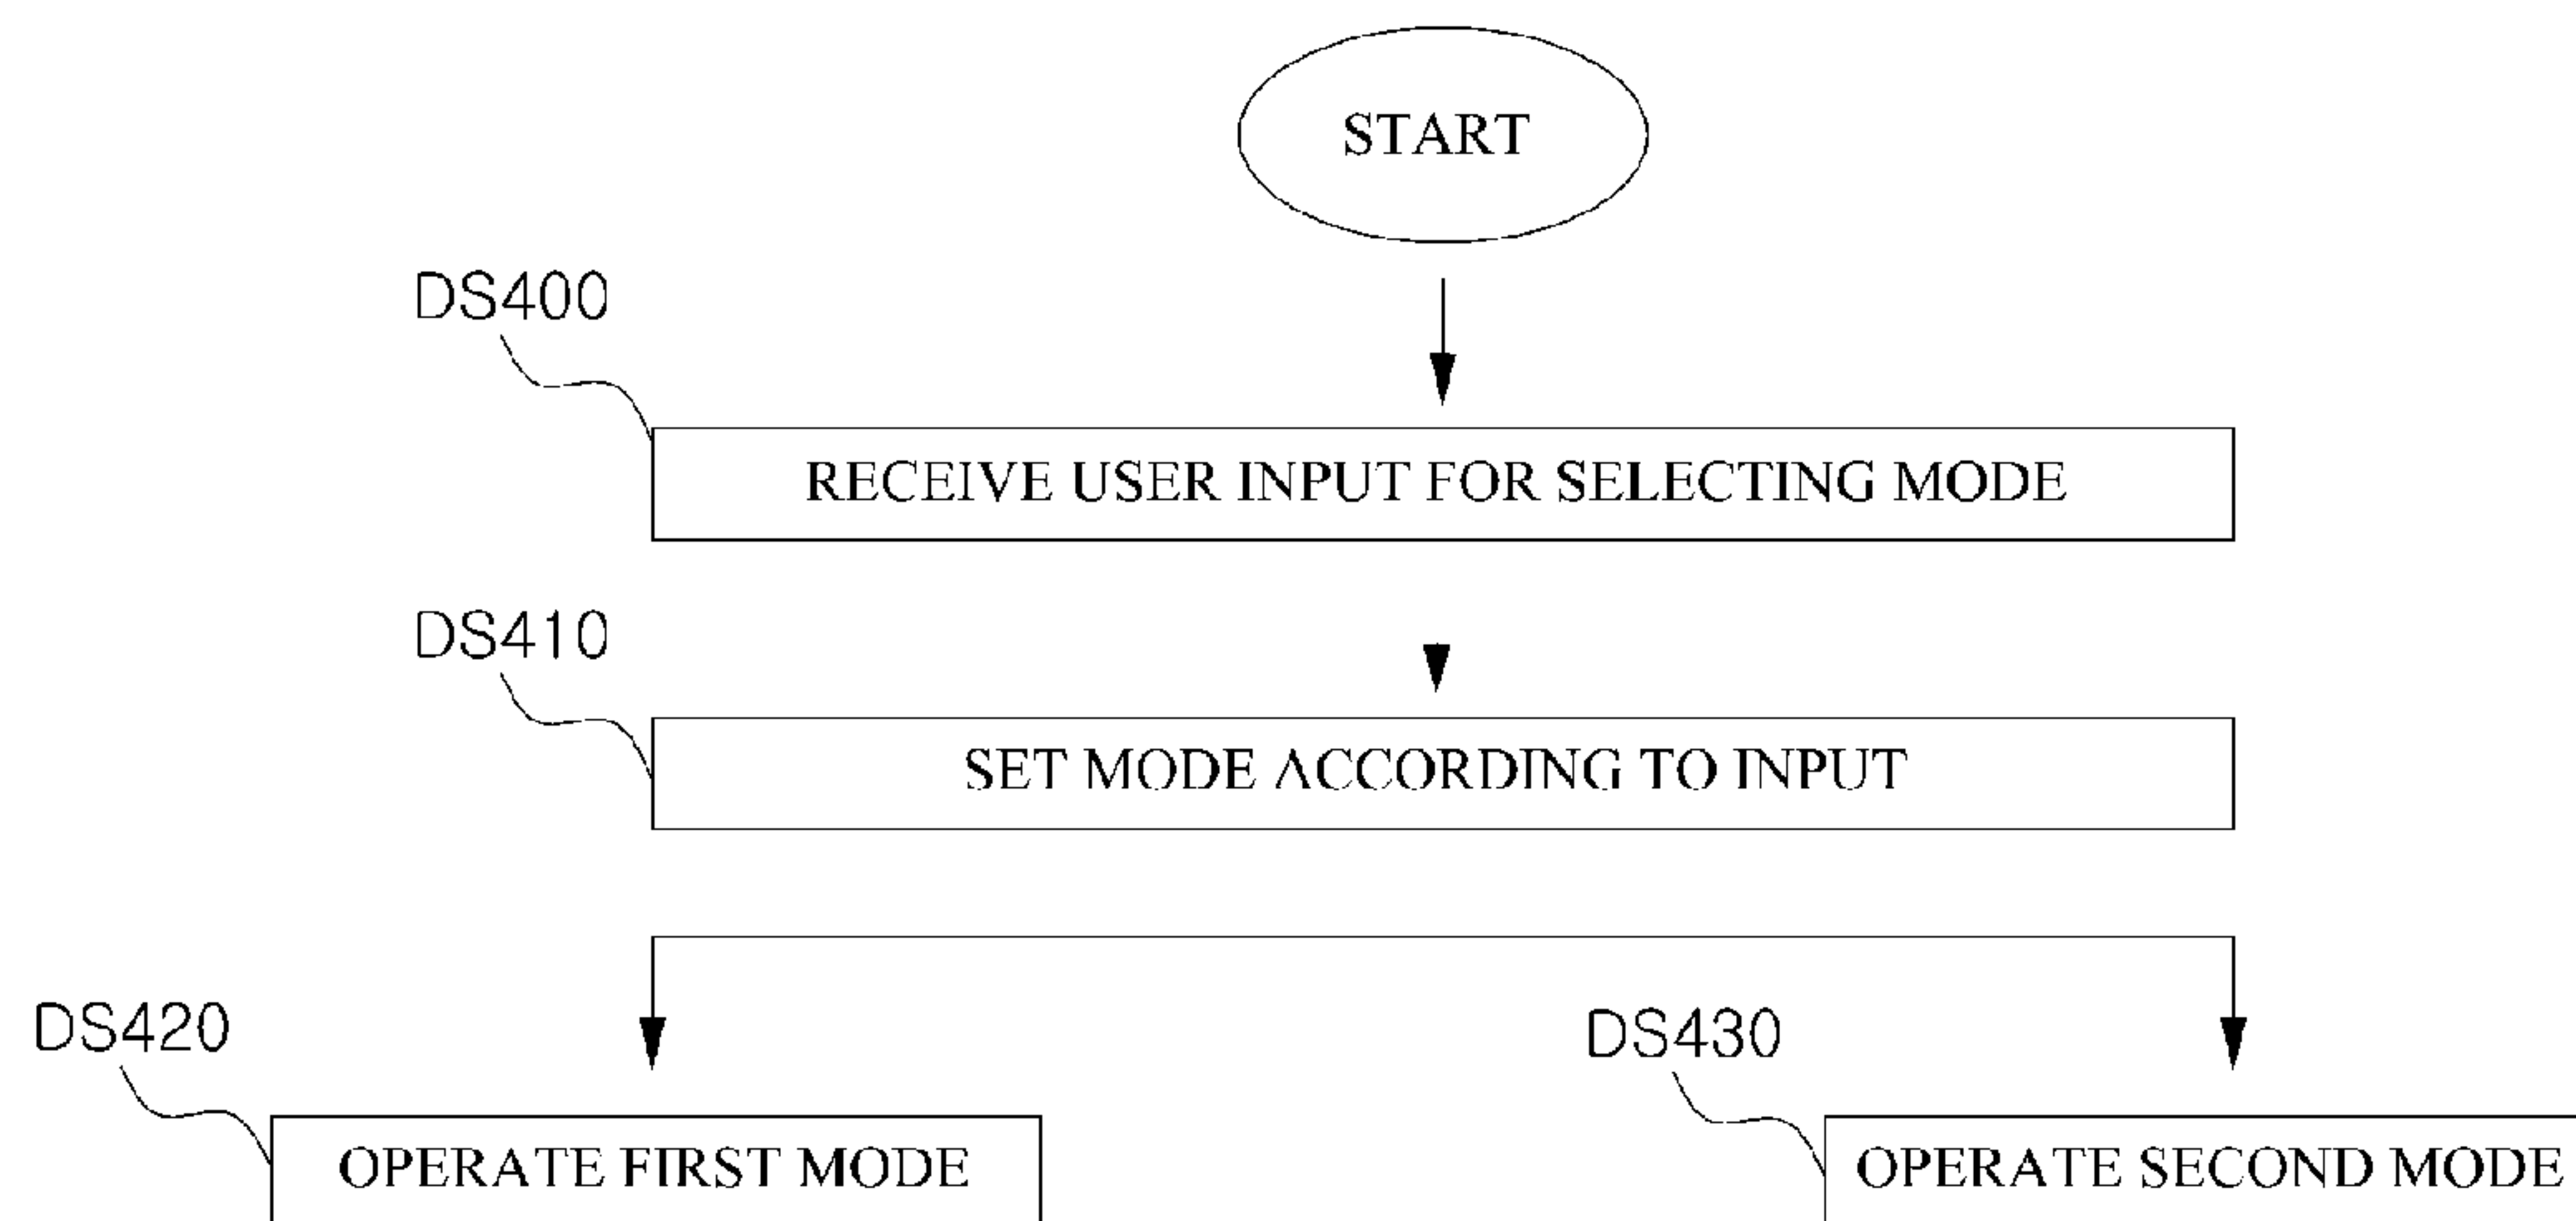 START
DS400
RECEIVE USER INPUT FOR SELECTING MODE
DS410
SET MODE ACCORDING TO INPUT
DS420
DS430
OPERATE FIRST MODE
OPERATE SECOND MODE